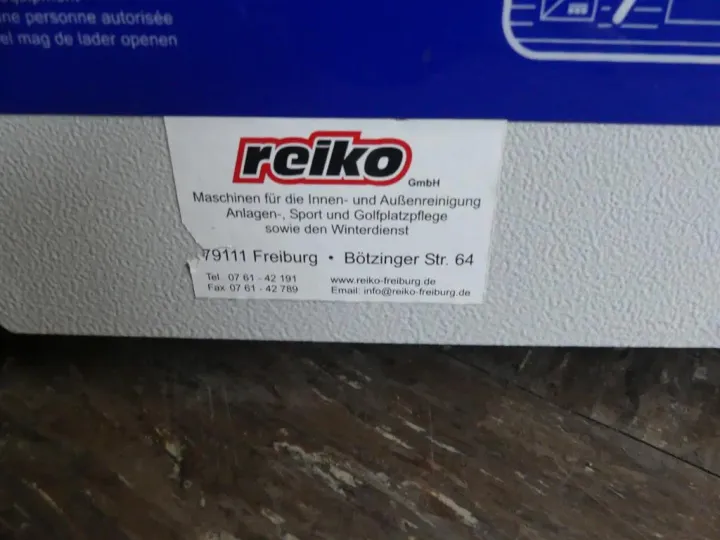 ne personne autorisée
el mag de lader openen
reiko
GmbH
Maschinen für die Innen- und Außenreinigung
Anlagen-, Sport und Golfplatzpflege
sowie den Winterdienst
79111 Freiburg • Bötzinger Str. 64
Tel. 07 61 - 42 191 www.reiko-freiburg.de
Fax 07 61 - 42 789 Email: info@reiko-freiburg.de